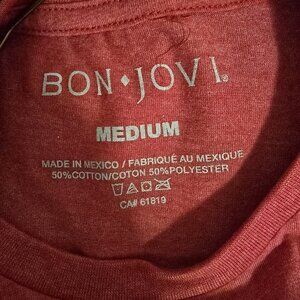 BON♦JOVI®
MEDIUM
MADE IN MEXICO / FABRIQUÉ AU MEXIQUE
50%COTTON/COTON 50%POLYESTER
CA# 61819